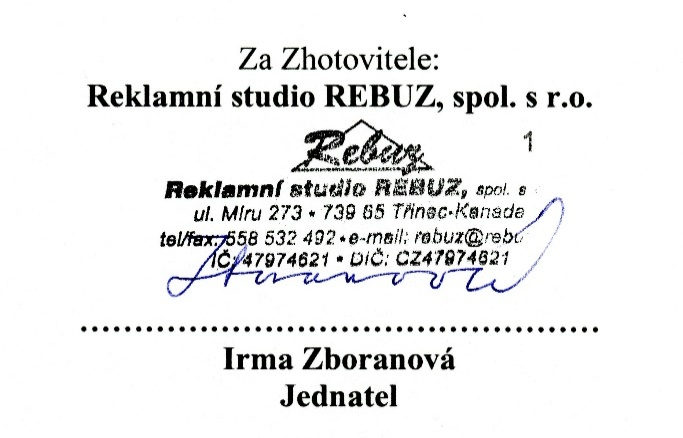 Za Zhotovitele:
Reklamní studio REBUZ, spol. s r.o.
Rebuz
1
Reklamní studio REBUZ, spol. s
ul. Míru 273 • 739 65 Třinec-Kanada
tel/fax: 558 532 492 • e-mail: rebuz@rebu
IČ: 47974621 • DIČ: CZ47974621
Irma Zboranová
Jednatel